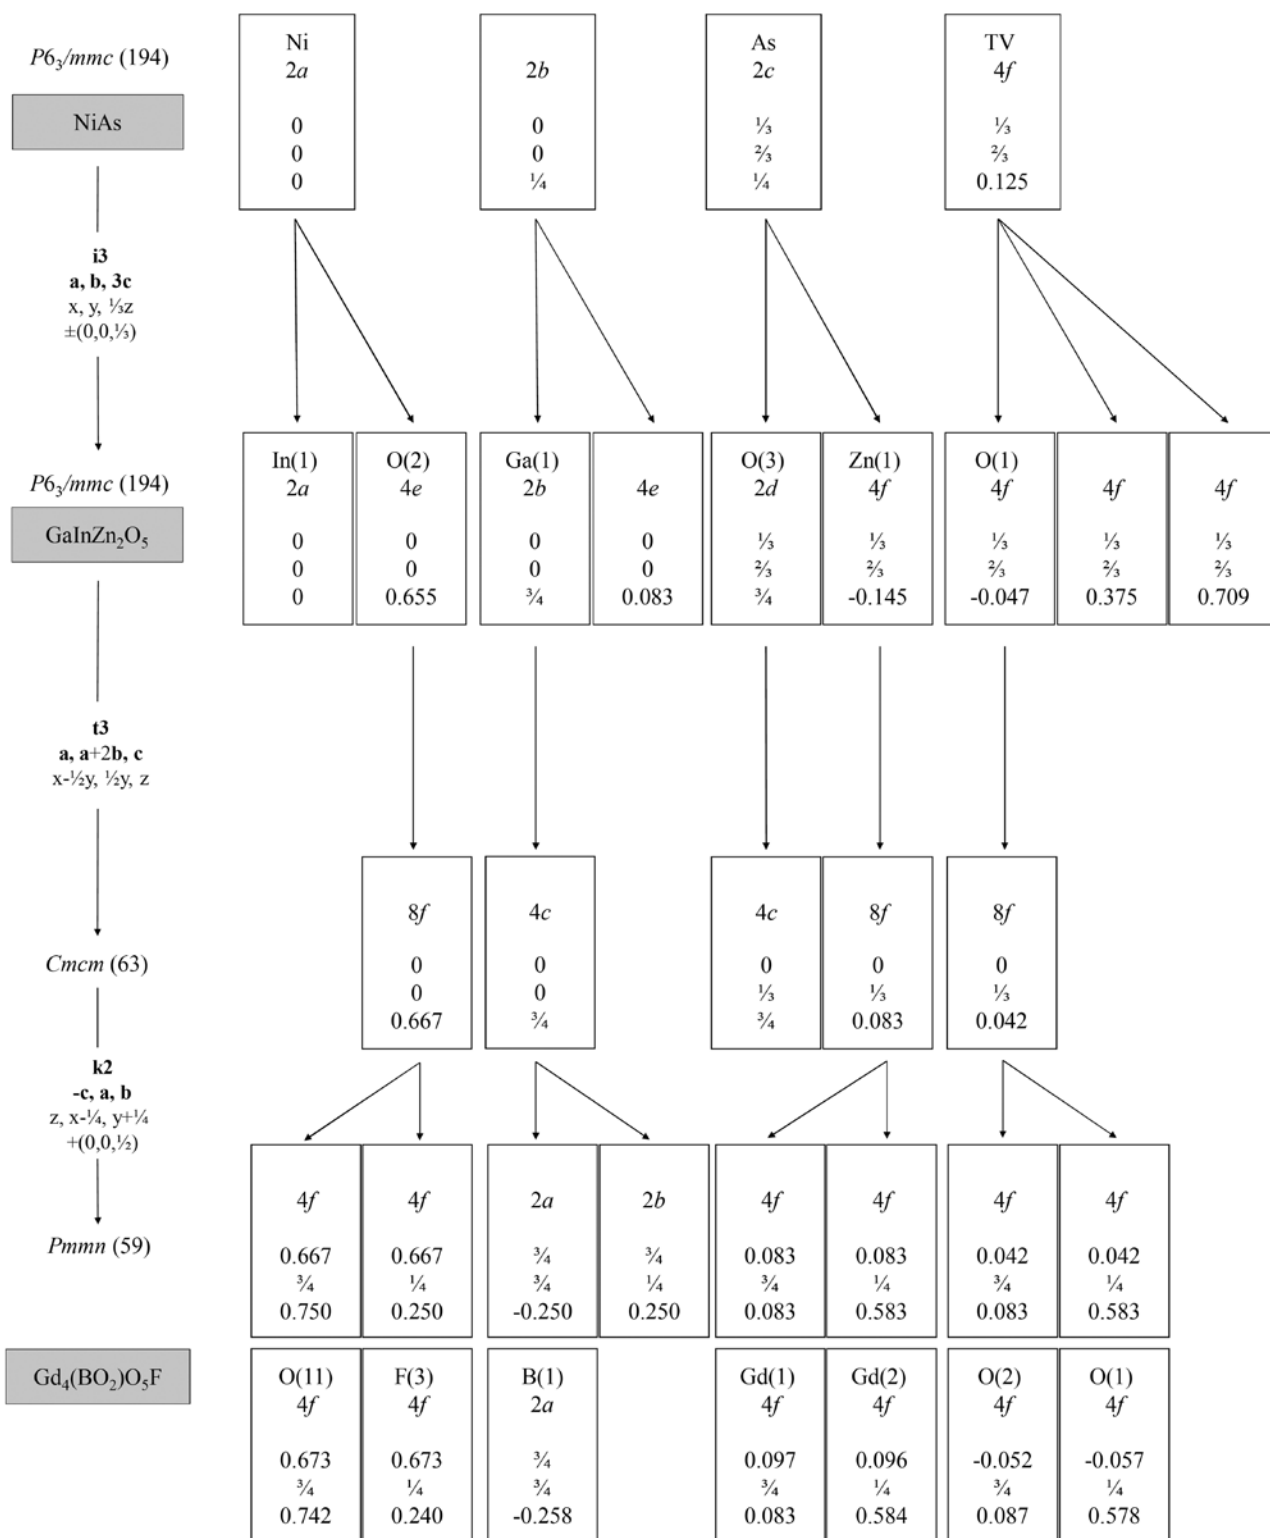 P6₃/mmc (194)
NiAs
Ni
2a
0
0
0
2b
0
0
¼
As
2c
⅓
⅔
¼
TV
4f
⅓
⅔
0.125
i3
a, b, 3c
x, y, ⅓z
±(0,0,⅓)
P6₃/mmc (194)
GaInZn₂O₅
In(1)
2a
0
0
0
O(2)
4e
0
0
0.655
Ga(1)
2b
0
0
¾
4e
0
0
0.083
O(3)
2d
⅓
⅔
¾
Zn(1)
4f
⅓
⅔
-0.145
O(1)
4f
⅓
⅔
-0.047
4f
⅓
⅔
0.375
4f
⅓
⅔
0.709
t3
a, a+2b, c
x-½y, ½y, z
Cmcm (63)
8f
0
0
0.667
4c
0
0
¾
4c
0
⅓
¾
8f
0
⅓
0.083
8f
0
⅓
0.042
k2
-c, a, b
z, x-¼, y+¼
+(0,0,½)
Pmmn (59)
4f
0.667
¾
0.750
4f
0.667
¼
0.250
2a
¾
¾
-0.250
2b
¾
¼
0.250
4f
0.083
¾
0.083
4f
0.083
¼
0.583
4f
0.042
¾
0.083
4f
0.042
¼
0.583
Gd₄(BO₂)O₅F
O(11)
4f
0.673
¾
0.742
F(3)
4f
0.673
¼
0.240
B(1)
2a
¾
¾
-0.258
Gd(1)
4f
0.097
¾
0.083
Gd(2)
4f
0.096
¼
0.584
O(2)
4f
-0.052
¾
0.087
O(1)
4f
-0.057
¼
0.578